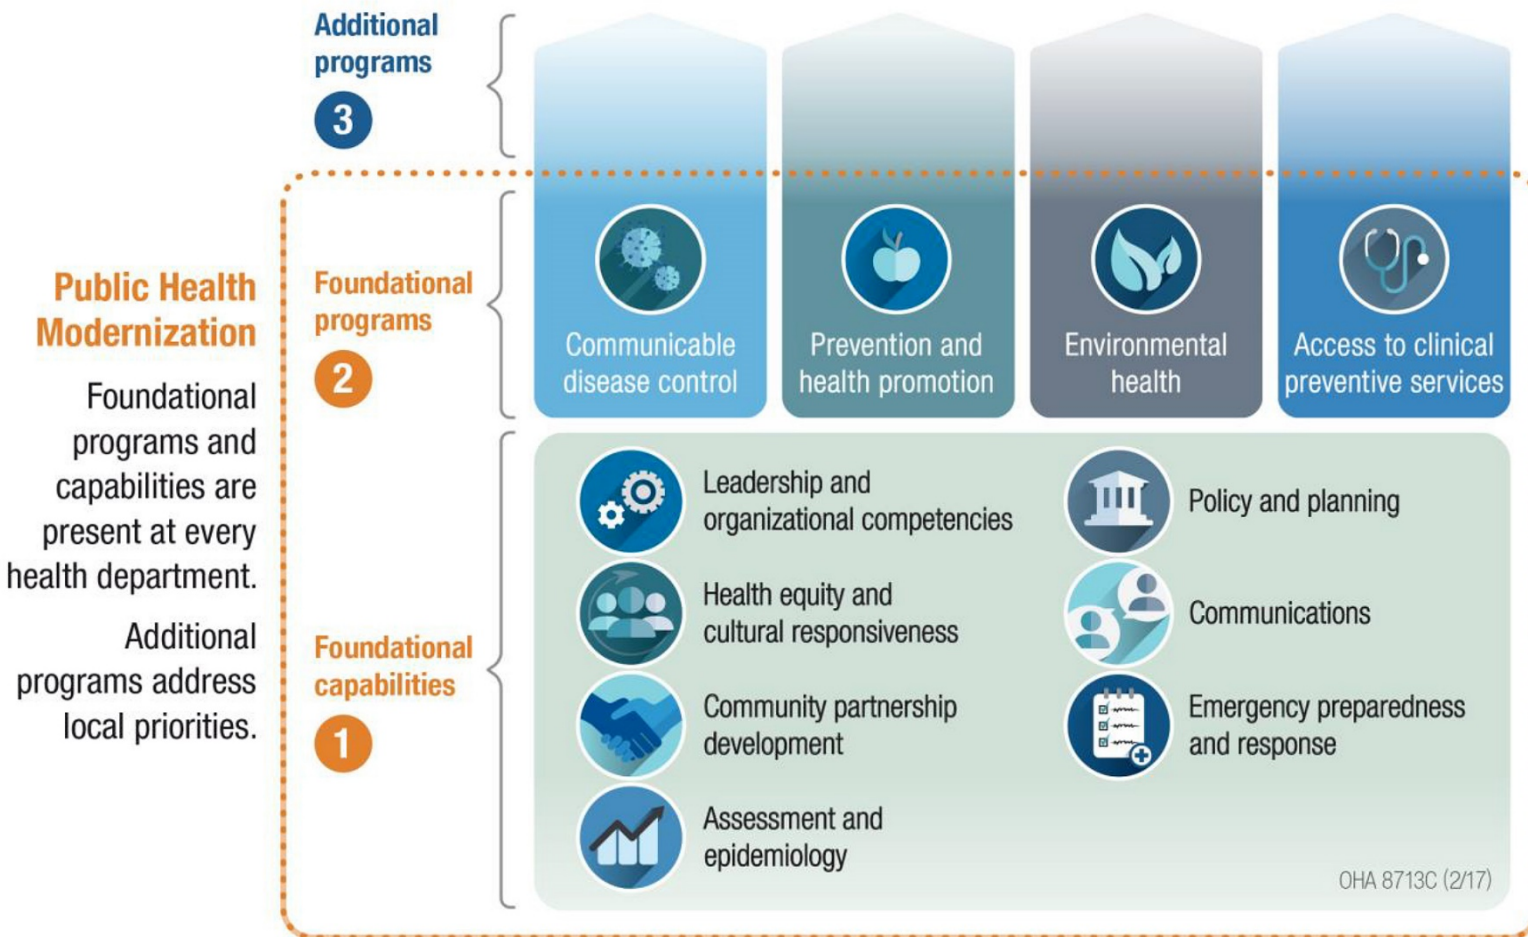 Additional
programs
3
Public Health
Modernization
Foundational
programs and
capabilities are
present at every
health department.
Additional
programs address
local priorities.
Foundational
programs
2
Communicable
disease control
Prevention and
health promotion
Environmental
health
Access to clinical
preventive services
Foundational
capabilities
1
Leadership and
organizational competencies
Health equity and
cultural responsiveness
Community partnership
development
Assessment and
epidemiology
Policy and planning
Communications
Emergency preparedness
and response
OHA 8713C (2/17)